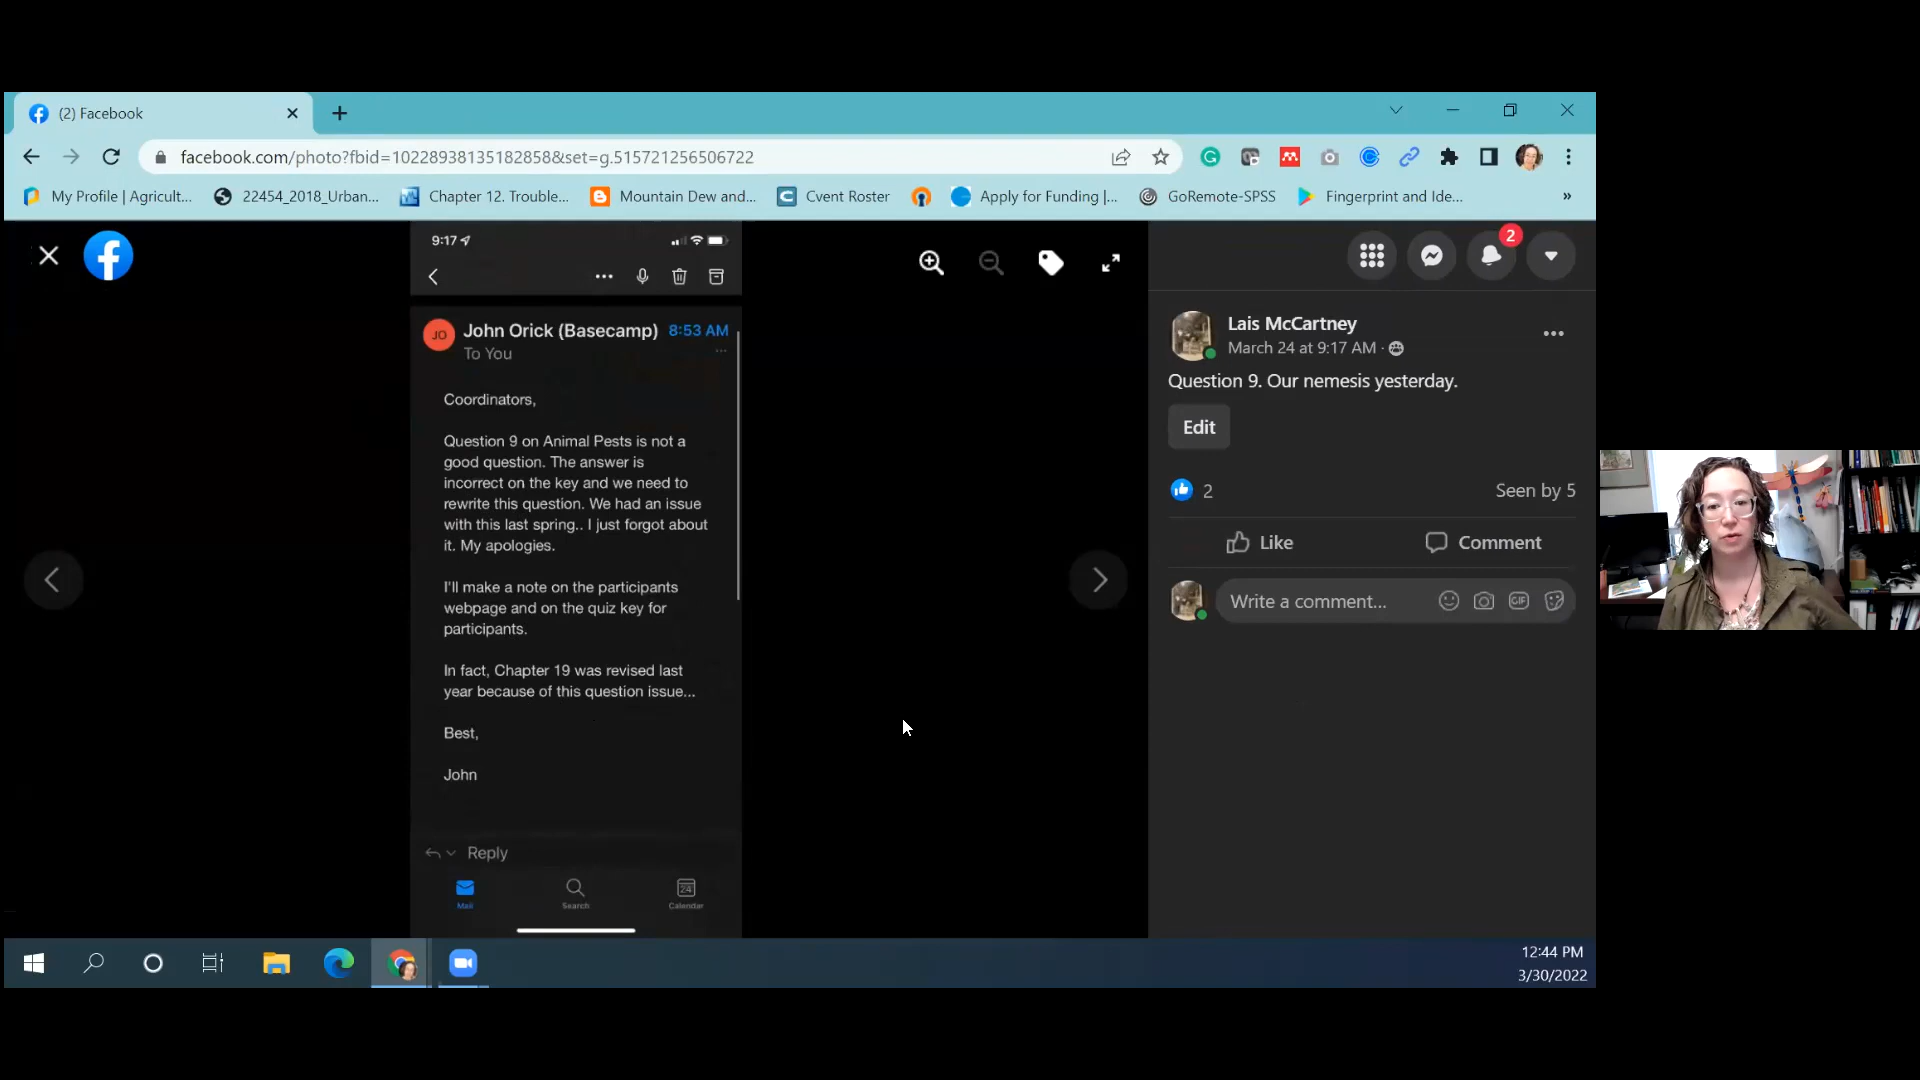 (2) Facebook
facebook.com/photo?fbid=10228938135182858&set=g.515721256506722
My Profile | Agricult...
22454_2018_Urban...
Chapter 12. Trouble...
Mountain Dew and...
Cvent Roster
Apply for Funding |...
GoRemote-SPSS
Fingerprint and Ide...
»
9:17
JO
John Orick (Basecamp) 8:53 AM
To You
Coordinators,
Question 9 on Animal Pests is not a
good question. The answer is
incorrect on the key and we need to
rewrite this question. We had an issue
with this last spring.. I just forgot about
it. My apologies.
I'll make a note on the participants
webpage and on the quiz key for
participants.
In fact, Chapter 19 was revised last
year because of this question issue...
Best,
John
Reply
Mail
Search
24
Calendar
2
Lais McCartney
March 24 at 9:17 AM ·
Question 9. Our nemesis yesterday.
Edit
2
Seen by 5
Like
Comment
Write a comment...
GIF
12:44 PM
3/30/2022